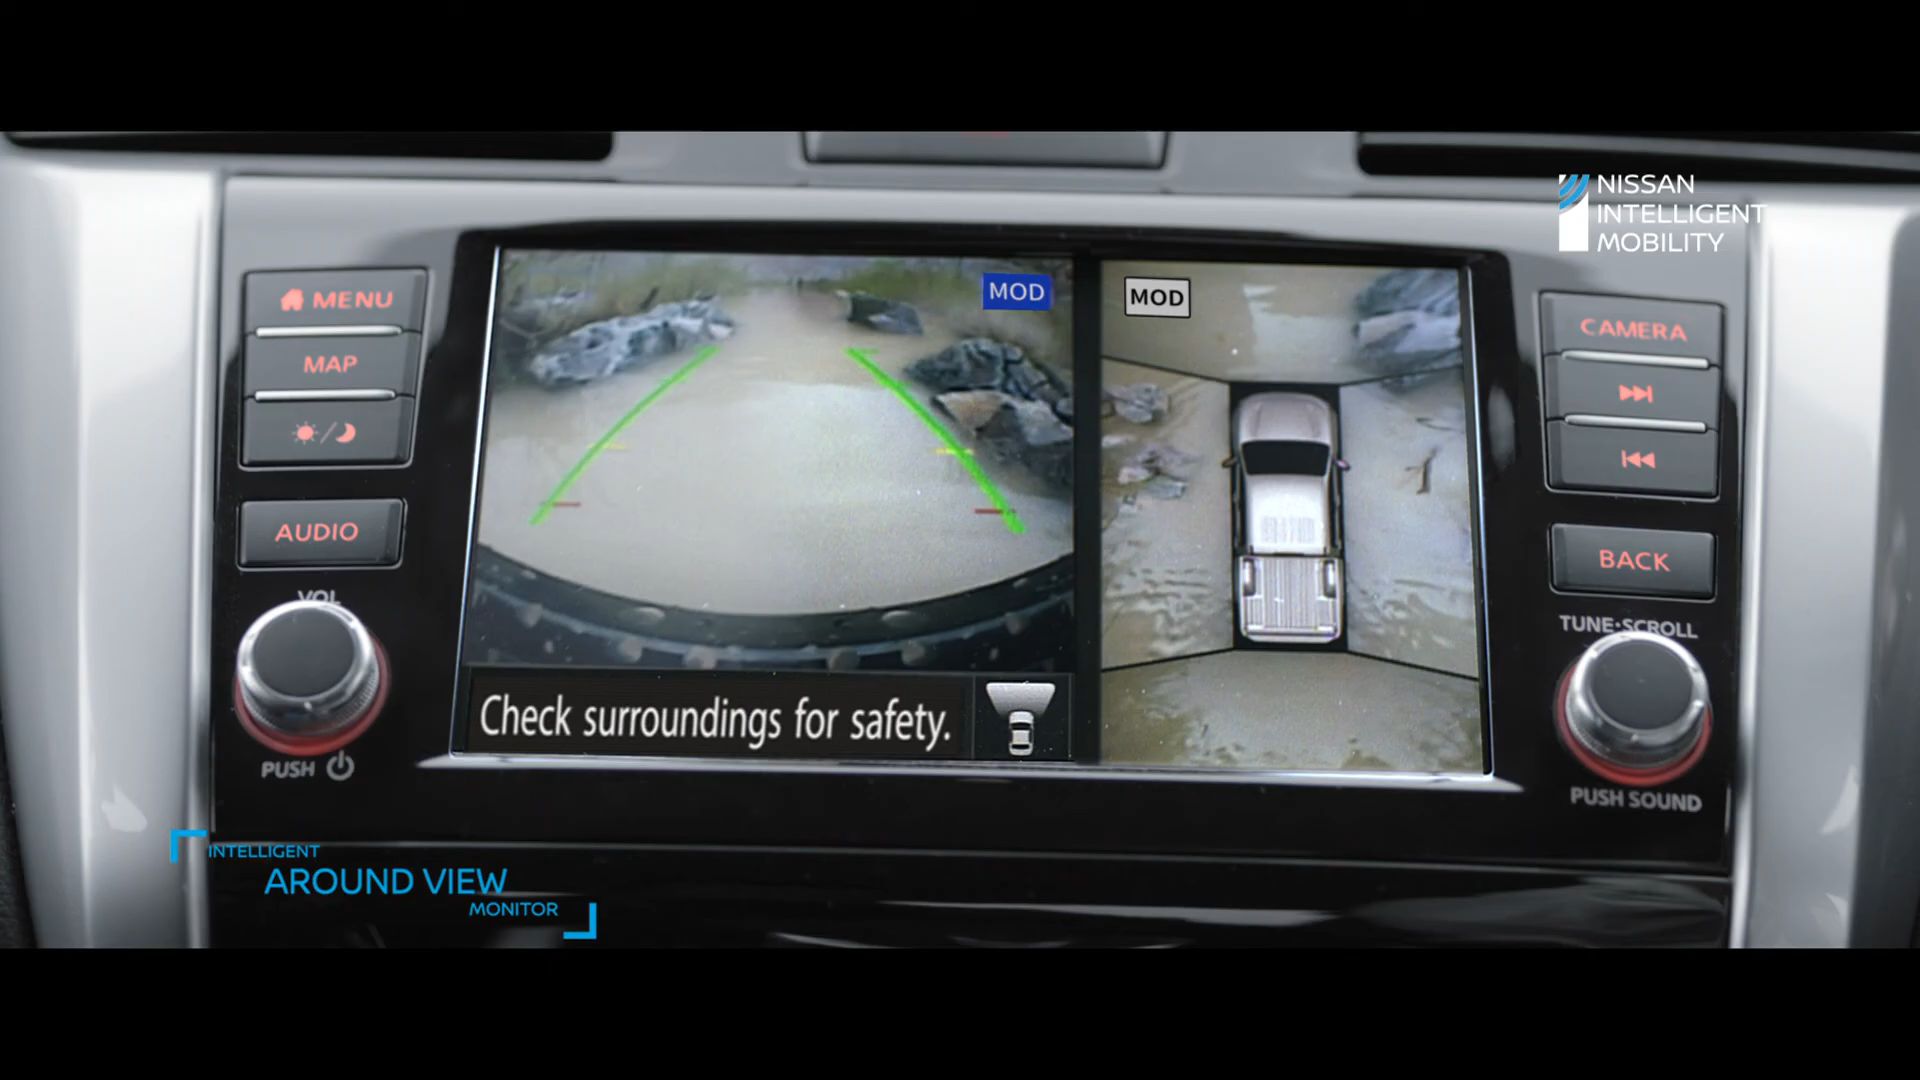 NISSAN
INTELLIGENT
MOBILITY
MENU
MAP
AUDIO
VOL
PUSH
MOD
MOD
Check surroundings for safety.
CAMERA
BACK
TUNE·SCROLL
PUSH SOUND
INTELLIGENT
AROUND VIEW
MONITOR